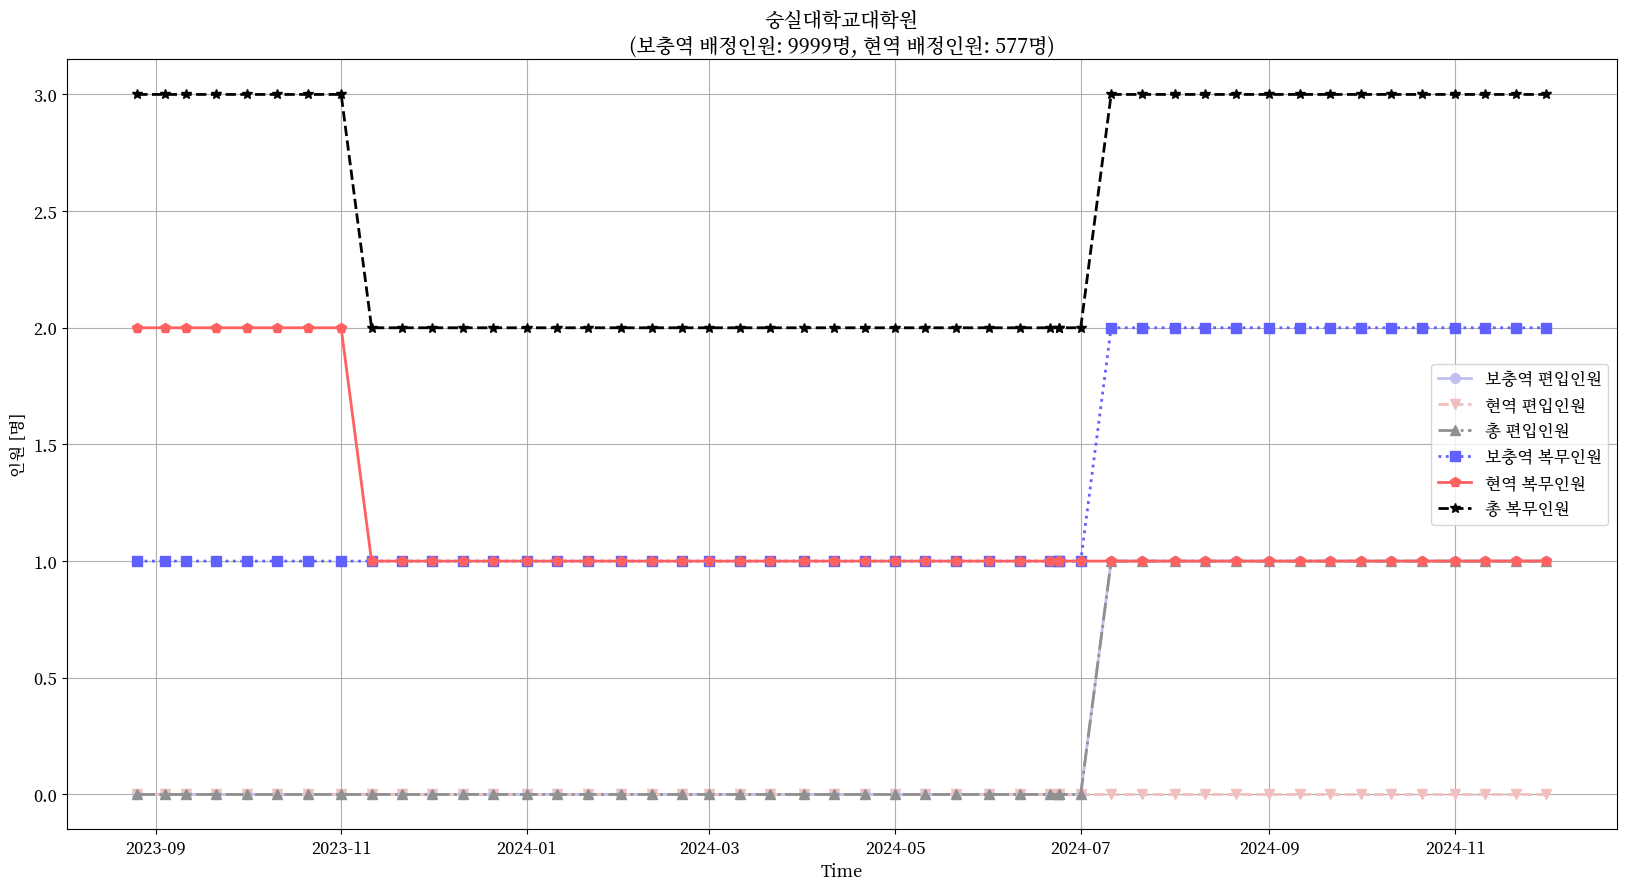 숭실대학교대학원
(보충역 배정인원: 9999명, 현역 배정인원: 577명)
3.0
2.5
2.0
1.5
1.0
0.5
0.0
인원 [명]
보충역 편입인원
현역 편입인원
총 편입인원
보충역 복무인원
현역 복무인원
총 복무인원
2023-09
2023-11
2024-01
2024-03
2024-05
2024-07
2024-09
2024-11
Time